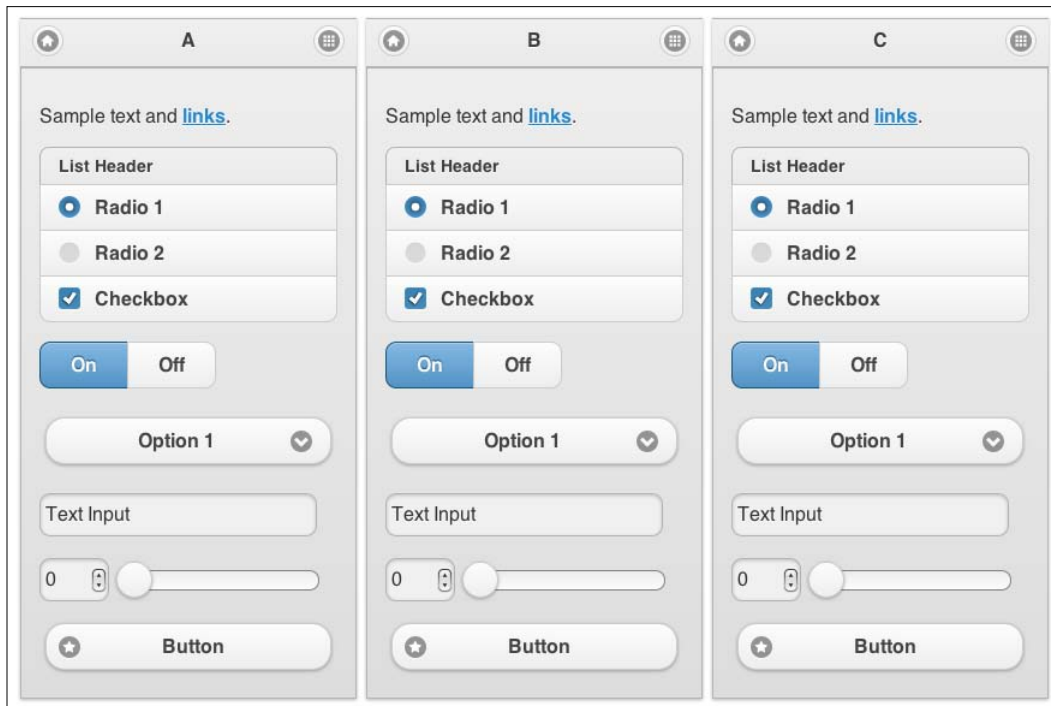 A
Sample text and links.
List Header
Radio 1
Radio 2
Checkbox
On
Off
Option 1
Text Input
0
Button
B
Sample text and links.
List Header
Radio 1
Radio 2
Checkbox
On
Off
Option 1
Text Input
0
Button
C
Sample text and links.
List Header
Radio 1
Radio 2
Checkbox
On
Off
Option 1
Text Input
0
Button